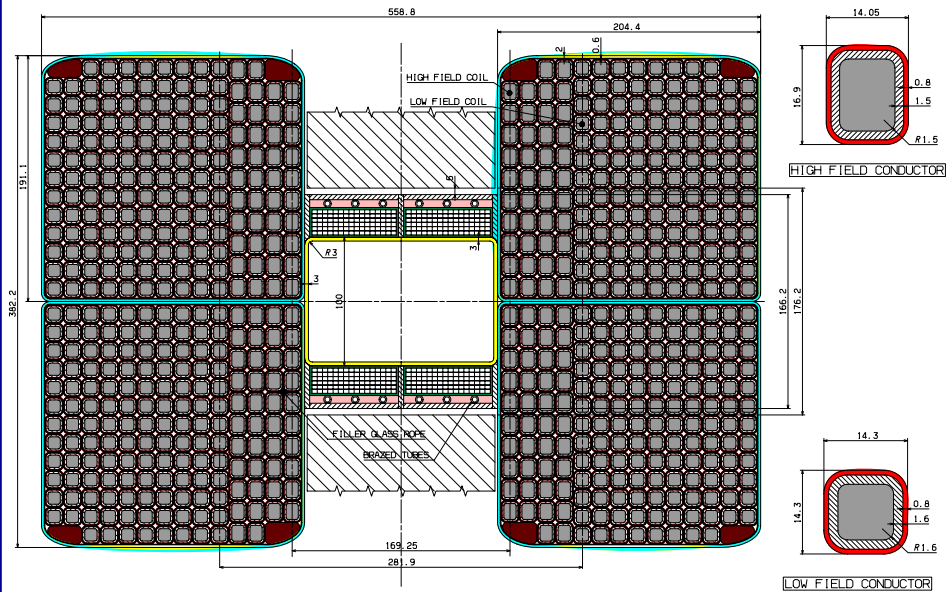 558.8
204.4
14.05
2
0.6
HIGH FIELD COIL
LOW FIELD COIL
16.9
0.8
1.5
R1.5
HIGH FIELD CONDUCTOR
191.1
R3
3
3
100
382.2
166.2
176.2
FILLER GLASS ROPE
BRAZED TUBES
14.3
14.3
0.8
1.6
R1.6
169.25
281.9
LOW FIELD CONDUCTOR